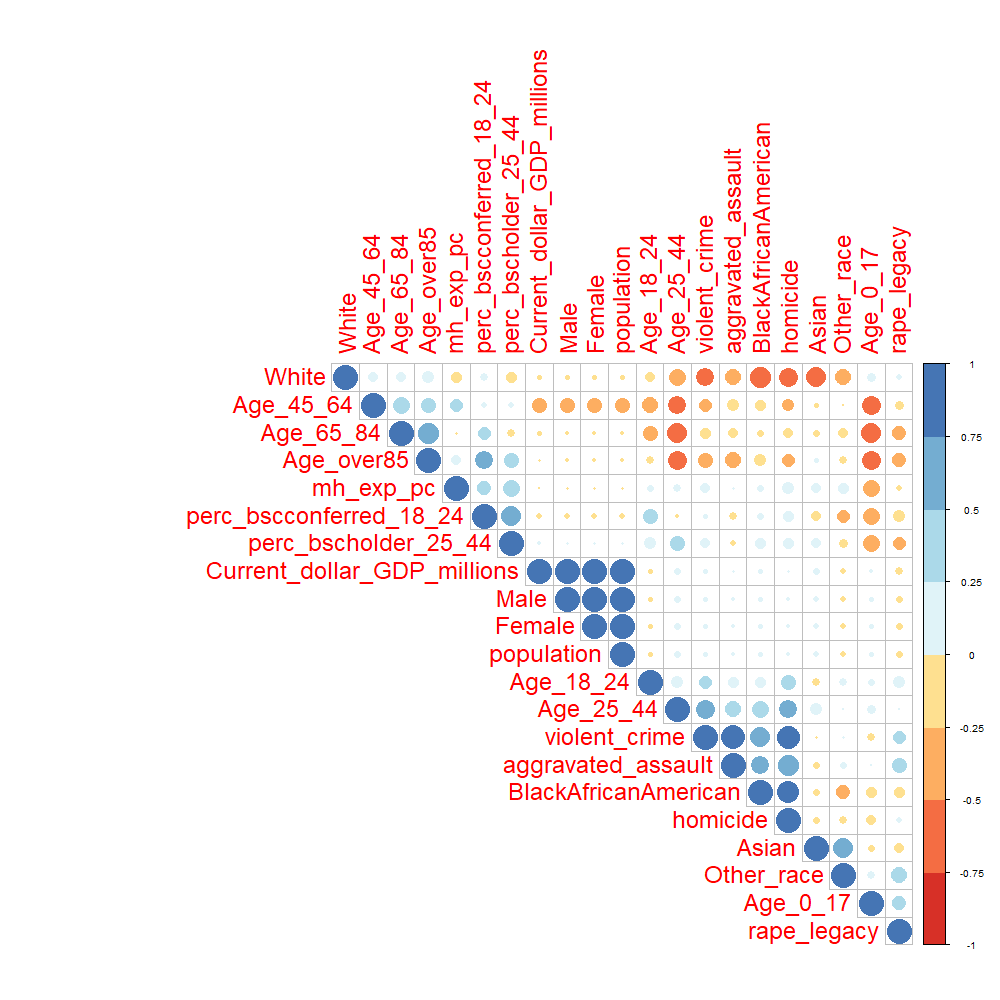 White
Age_45_64
Age_65_84
Age_over85
mh_exp_pc
perc_bscconferred_18_24
perc_bscholder_25_44
Current_dollar_GDP_millions
Male
Female
population
Age_18_24
Age_25_44
violent_crime
aggravated_assault
BlackAfricanAmerican
homicide
Asian
Other_race
Age_0_17
rape_legacy
White
Age_45_64
Age_65_84
Age_over85
mh_exp_pc
perc_bscconferred_18_24
perc_bscholder_25_44
Current_dollar_GDP_millions
Male
Female
population
Age_18_24
Age_25_44
violent_crime
aggravated_assault
BlackAfricanAmerican
homicide
Asian
Other_race
Age_0_17
rape_legacy
1
0.75
0.5
0.25
0
-0.25
-0.5
-0.75
-1